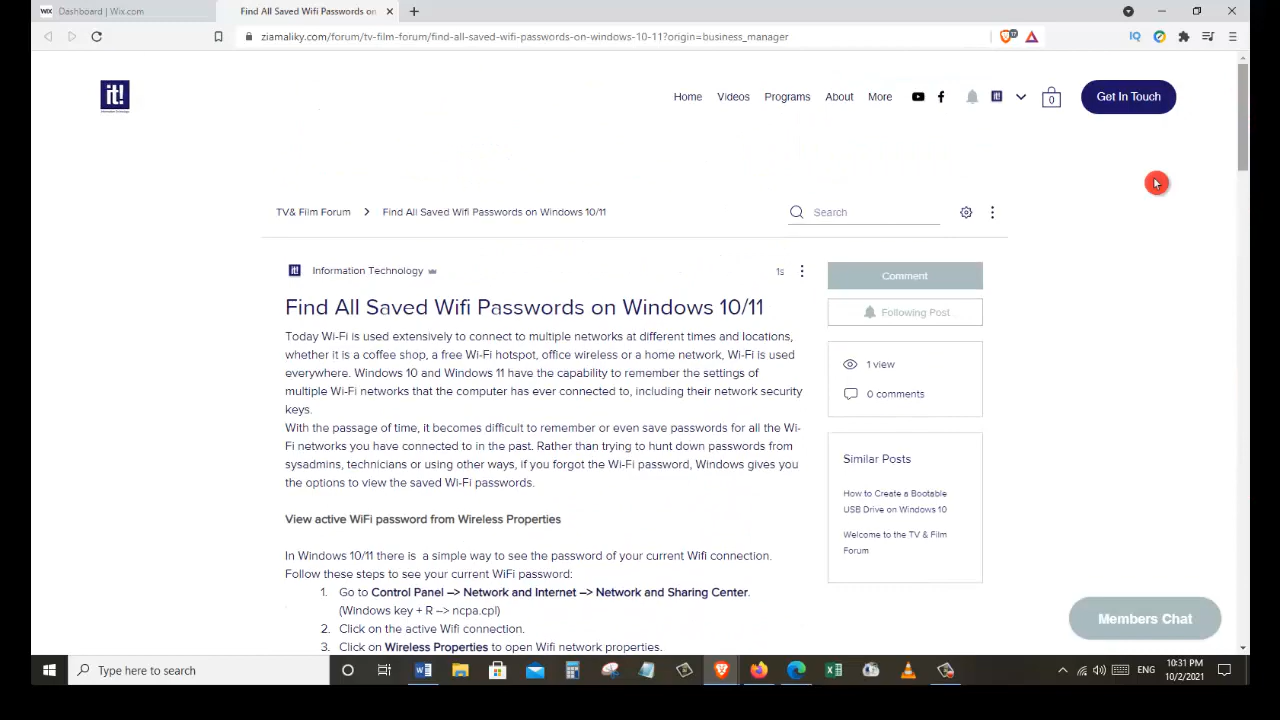 WIX Dashboard | Wix.com
Find All Saved Wifi Passwords on
ziamaliky.com/forum/tv-film-forum/find-all-saved-wifi-passwords-on-windows-10-11?origin=business_manager
17
IQ
it!
Information Technology
Home Videos Programs About More
it!
0
Get In Touch
TV& Film Forum
Find All Saved Wifi Passwords on Windows 10/11
Search
it!
Information Technology
1s
Comment
Find All Saved Wifi Passwords on Windows 10/11
Following Post
Today Wi-Fi is used extensively to connect to multiple networks at different times and locations,
whether it is a coffee shop, a free Wi-Fi hotspot, office wireless or a home network, Wi-Fi is used
everywhere. Windows 10 and Windows 11 have the capability to remember the settings of
multiple Wi-Fi networks that the computer has ever connected to, including their network security
keys.
With the passage of time, it becomes difficult to remember or even save passwords for all the Wi-
Fi networks you have connected to in the past. Rather than trying to hunt down passwords from
sysadmins, technicians or using other ways, if you forgot the Wi-Fi password, Windows gives you
the options to view the saved Wi-Fi passwords.
1 view
0 comments
Similar Posts
How to Create a Bootable
USB Drive on Windows 10
Welcome to the TV & Film
Forum
View active WiFi password from Wireless Properties
In Windows 10/11 there is a simple way to see the password of your current Wifi connection.
Follow these steps to see your current WiFi password:
1. Go to Control Panel –> Network and Internet –> Network and Sharing Center.
(Windows key + R –> ncpa.cpl)
2. Click on the active Wifi connection.
3. Click on Wireless Properties to open Wifi network properties.
Members Chat
Type here to search
ENG
10:31 PM
10/2/2021